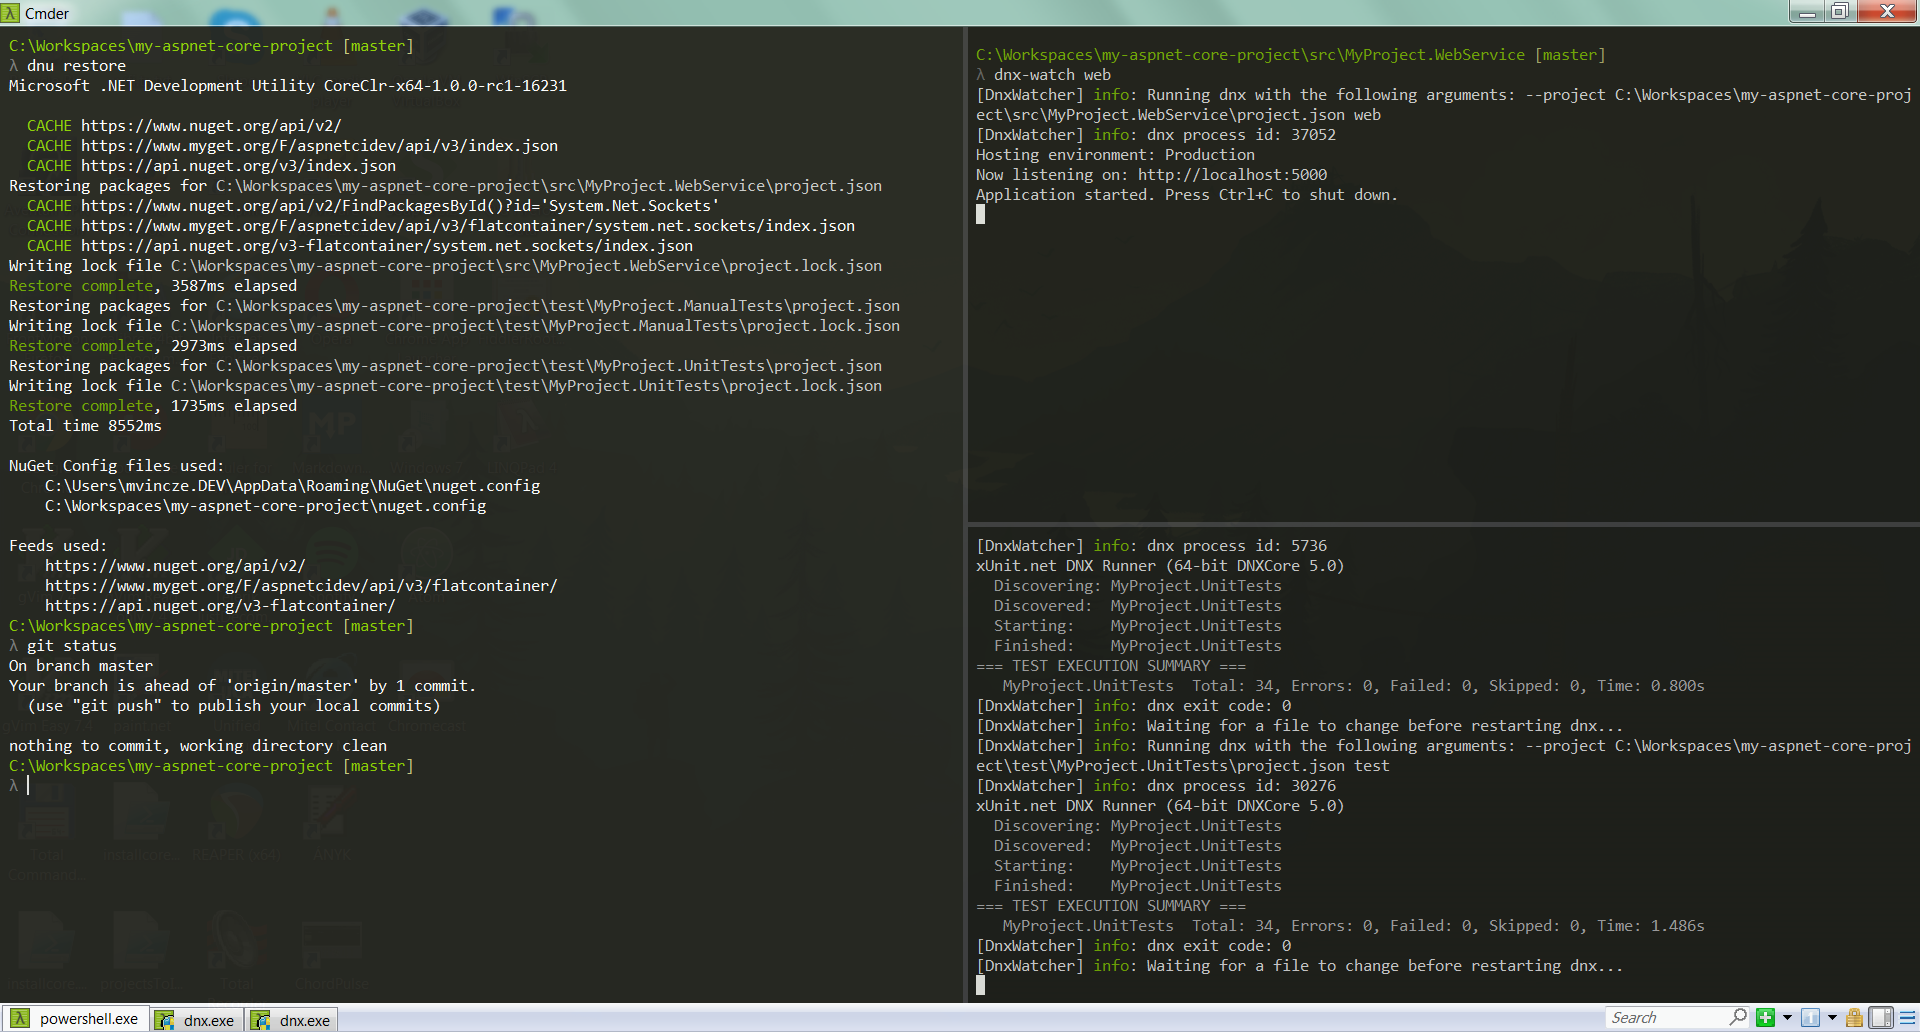 Cmder
C:\Workspaces\my-aspnet-core-project [master]
λ dnu restore
Microsoft .NET Development Utility CoreClr-x64-1.0.0-rc1-16231
CACHE https://www.nuget.org/api/v2/
CACHE https://www.myget.org/F/aspnetcidev/api/v3/index.json
CACHE https://api.nuget.org/v3/index.json
Restoring packages for C:\Workspaces\my-aspnet-core-project\src\MyProject.WebService\project.json
CACHE https://www.nuget.org/api/v2/FindPackagesById()?id='System.Net.Sockets'
CACHE https://www.myget.org/F/aspnetcidev/api/v3/flatcontainer/system.net.sockets/index.json
CACHE https://api.nuget.org/v3-flatcontainer/system.net.sockets/index.json
Writing lock file C:\Workspaces\my-aspnet-core-project\src\MyProject.WebService\project.lock.json
Restore complete, 3587ms elapsed
Restoring packages for C:\Workspaces\my-aspnet-core-project\test\MyProject.ManualTests\project.json
Writing lock file C:\Workspaces\my-aspnet-core-project\test\MyProject.ManualTests\project.lock.json
Restore complete, 2973ms elapsed
Restoring packages for C:\Workspaces\my-aspnet-core-project\test\MyProject.UnitTests\project.json
Writing lock file C:\Workspaces\my-aspnet-core-project\test\MyProject.UnitTests\project.lock.json
Restore complete, 1735ms elapsed
Total time 8552ms
NuGet Config files used:
C:\Users\mvincze.DEV\AppData\Roaming\NuGet\nuget.config
C:\Workspaces\my-aspnet-core-project\nuget.config
Feeds used:
https://www.nuget.org/api/v2/
https://www.myget.org/F/aspnetcidev/api/v3/flatcontainer/
https://api.nuget.org/v3-flatcontainer/
C:\Workspaces\my-aspnet-core-project [master]
λ git status
On branch master
Your branch is ahead of 'origin/master' by 1 commit.
(use "git push" to publish your local commits)
nothing to commit, working directory clean
C:\Workspaces\my-aspnet-core-project [master]
λ
C:\Workspaces\my-aspnet-core-project\src\MyProject.WebService [master]
λ dnx-watch web
[DnxWatcher] info: Running dnx with the following arguments: --project C:\Workspaces\my-aspnet-core-proj
ect\src\MyProject.WebService\project.json web
[DnxWatcher] info: dnx process id: 37052
Hosting environment: Production
Now listening on: http://localhost:5000
Application started. Press Ctrl+C to shut down.
[DnxWatcher] info: dnx process id: 5736
xUnit.net DNX Runner (64-bit DNXCore 5.0)
Discovering: MyProject.UnitTests
Discovered: MyProject.UnitTests
Starting: MyProject.UnitTests
Finished: MyProject.UnitTests
=== TEST EXECUTION SUMMARY ===
MyProject.UnitTests Total: 34, Errors: 0, Failed: 0, Skipped: 0, Time: 0.800s
[DnxWatcher] info: dnx exit code: 0
[DnxWatcher] info: Waiting for a file to change before restarting dnx...
[DnxWatcher] info: Running dnx with the following arguments: --project C:\Workspaces\my-aspnet-core-proj
ect\test\MyProject.UnitTests\project.json test
[DnxWatcher] info: dnx process id: 30276
xUnit.net DNX Runner (64-bit DNXCore 5.0)
Discovering: MyProject.UnitTests
Discovered: MyProject.UnitTests
Starting: MyProject.UnitTests
Finished: MyProject.UnitTests
=== TEST EXECUTION SUMMARY ===
MyProject.UnitTests Total: 34, Errors: 0, Failed: 0, Skipped: 0, Time: 1.486s
[DnxWatcher] info: dnx exit code: 0
[DnxWatcher] info: Waiting for a file to change before restarting dnx...
powershell.exe
dnx.exe
dnx.exe
Search